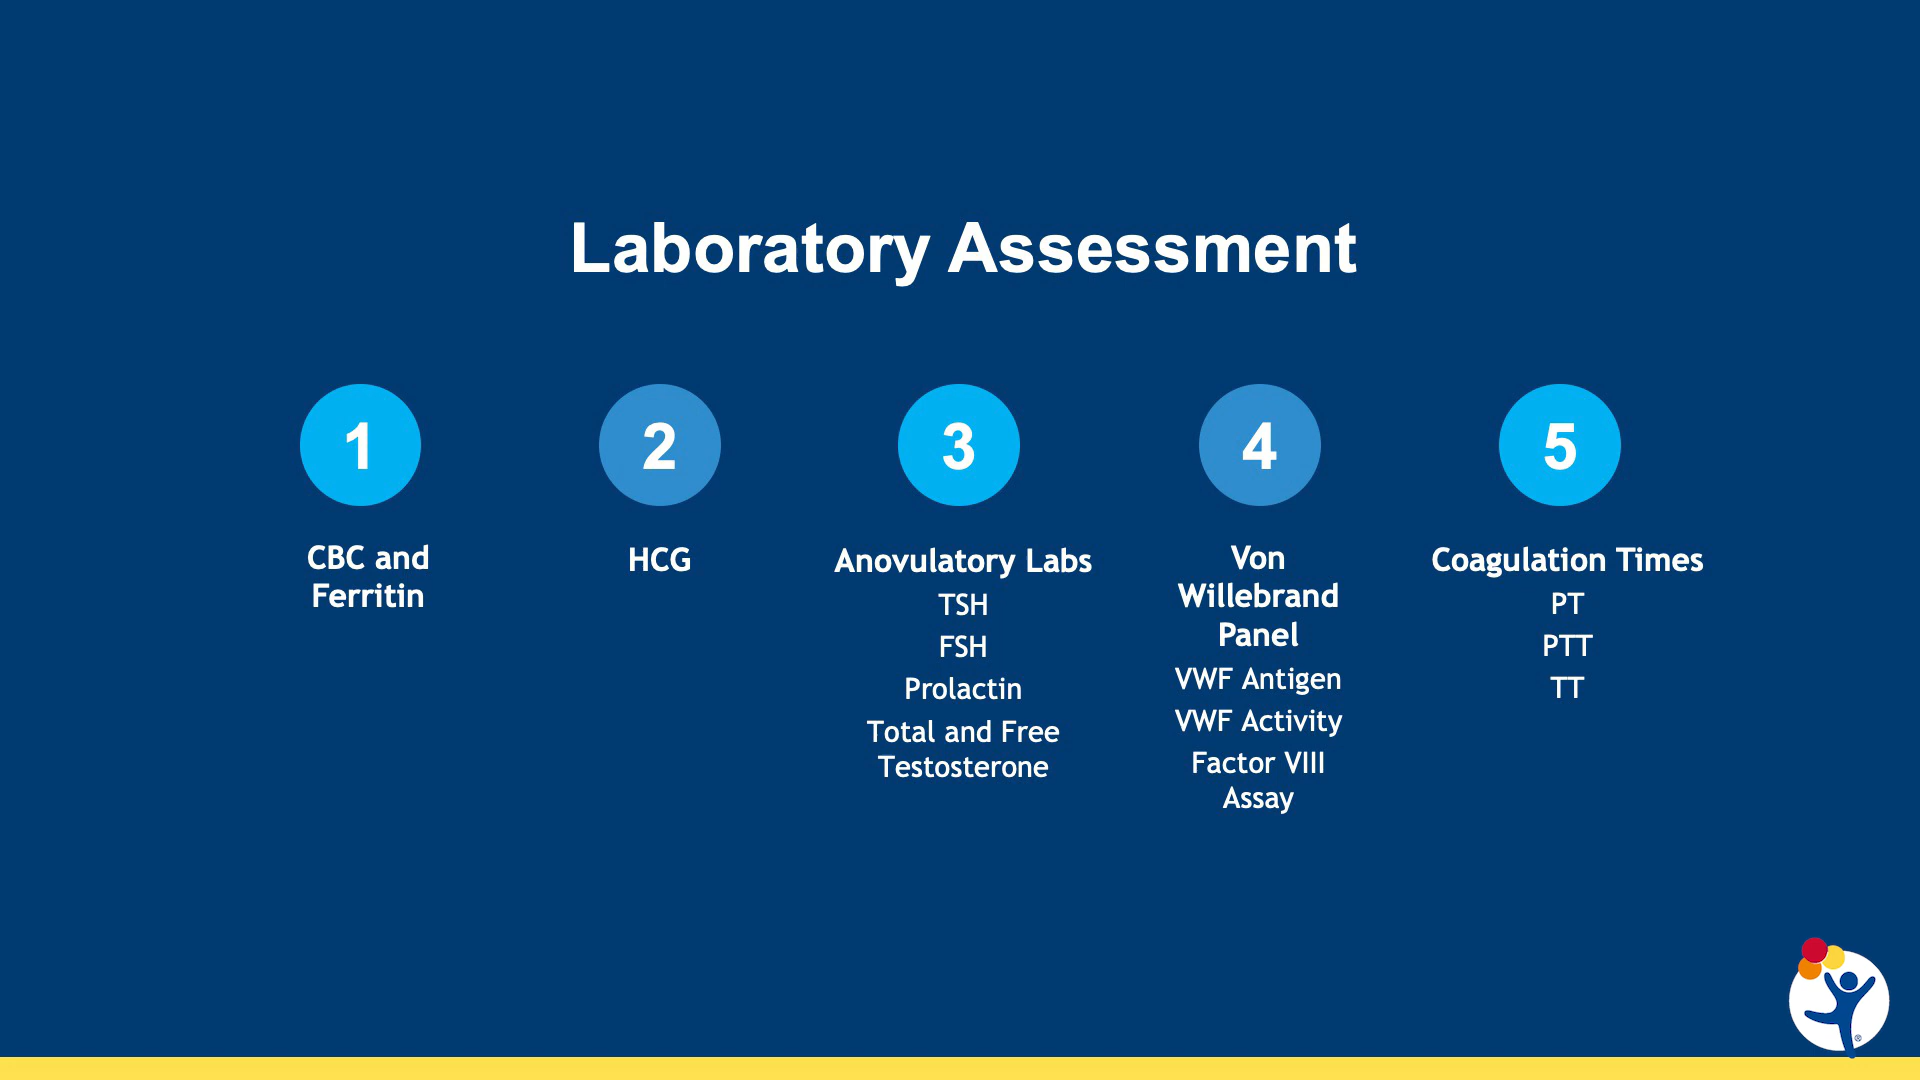 Laboratory Assessment
1
CBC and
Ferritin
2
HCG
3
Anovulatory Labs
TSH
FSH
Prolactin
Total and Free
Testosterone
4
Von
Willebrand
Panel
VWF Antigen
VWF Activity
Factor VIII
Assay
5
Coagulation Times
PT
PTT
TT
®